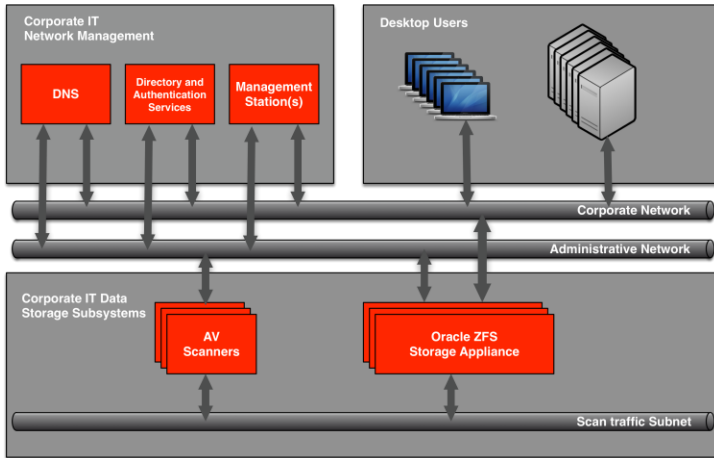 Corporate IT
Network Management
Desktop Users
DNS
Directory and
Authentication
Services
Management
Station(s)
Corporate Network
Administrative Network
Corporate IT Data
Storage Subsystems
AV
Scanners
Oracle ZFS
Storage Appliance
Scan traffic Subnet